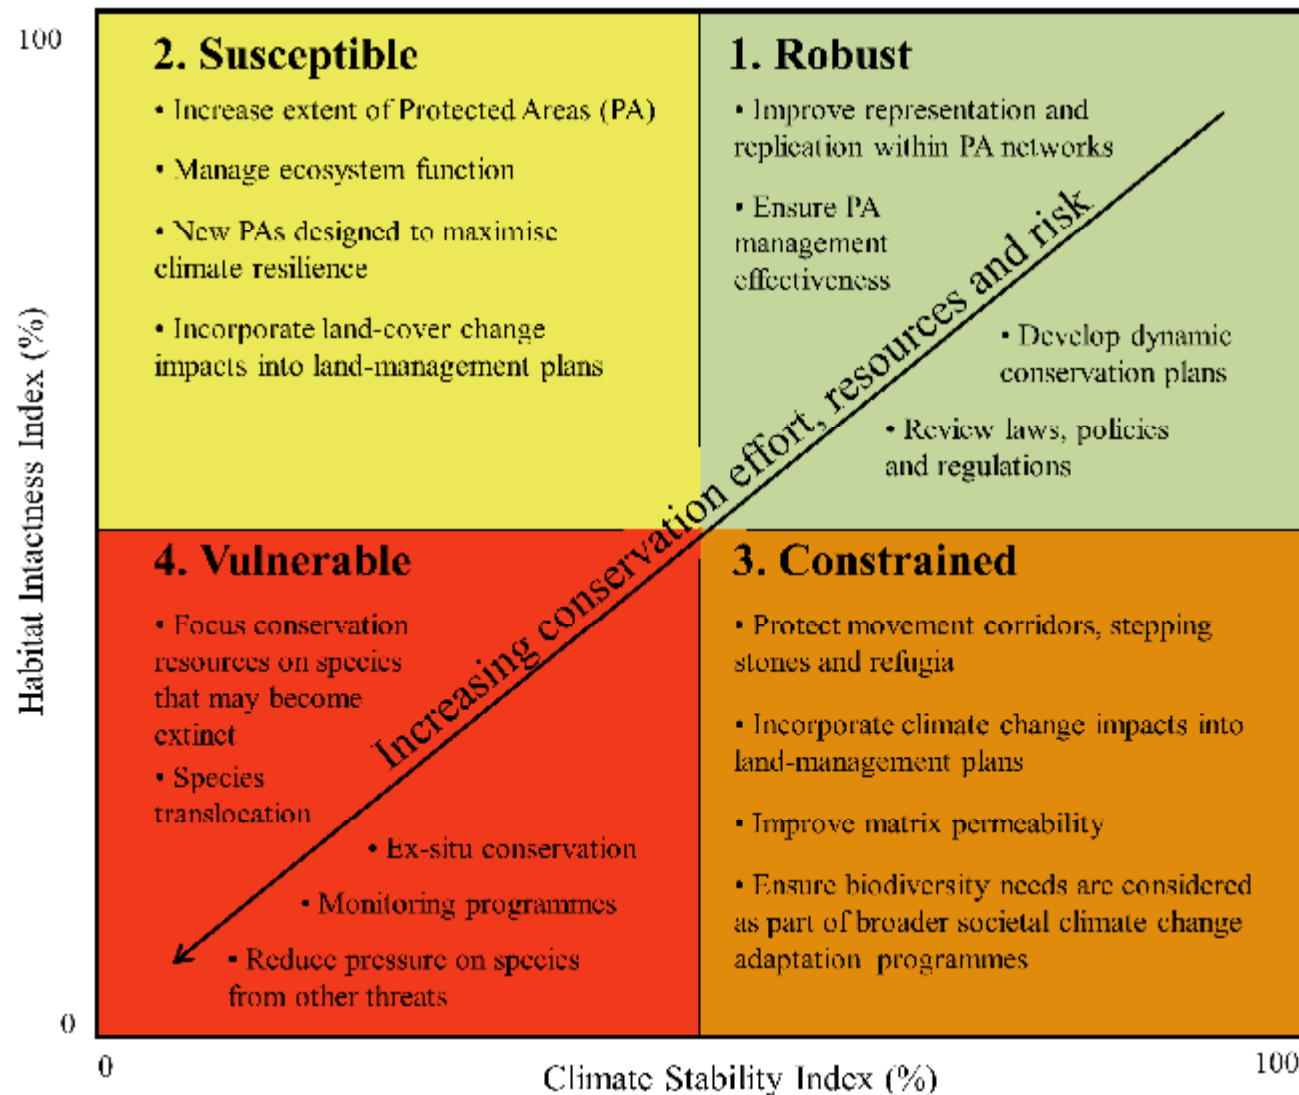 100
2. Susceptible
• Increase extent of Protected Areas (PA)
• Manage ecosystem function
• New PAs designed to maximise
climate resilience
• Incorporate land-cover change
impacts into land-management plans
1. Robust
• Improve representation and
replication within PA networks
• Ensure PA
management
effectiveness
• Develop dynamic
conservation plans
• Review laws, policies
and regulations
Increasing conservation effort, resources and risk
Habitat Intactness Index (%)
4. Vulnerable
• Focus conservation
resources on species
that may become
extinct
• Species
translocation
• Ex-situ conservation
• Monitoring programmes
• Reduce pressure on species
from other threats
3. Constrained
• Protect movement corridors, stepping
stones and refugia
• Incorporate climate change impacts into
land-management plans
• Improve matrix permeability
• Ensure biodiversity needs are considered
as part of broader societal climate change
adaptation programmes
0
0
Climate Stability Index (%)
100